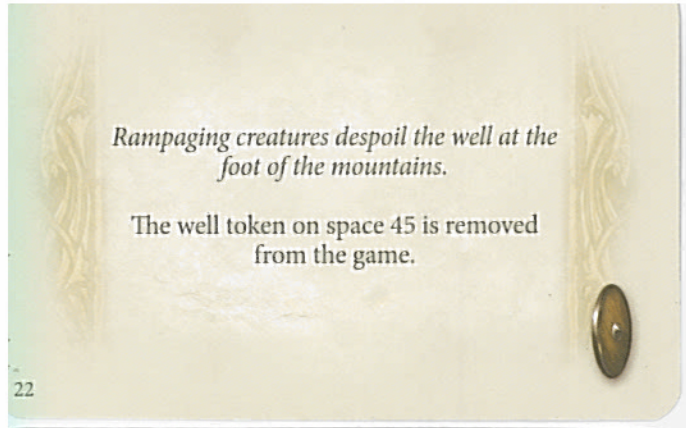 Rampaging creatures despoil the well at the
foot of the mountains.
The well token on space 45 is removed
from the game.
22